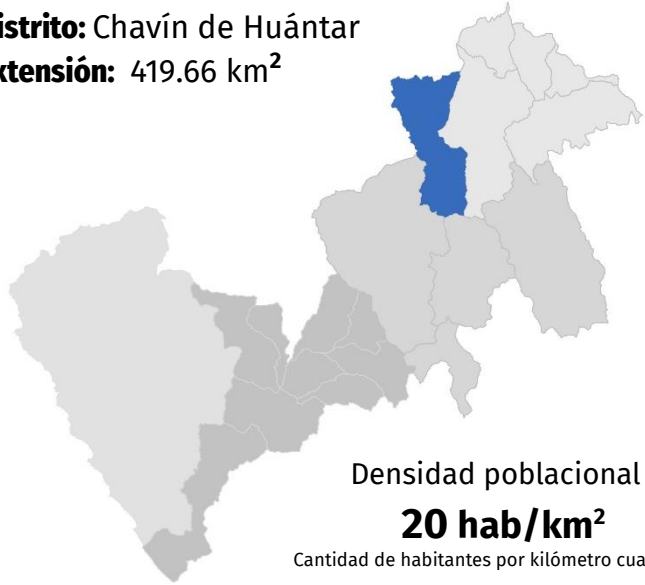 istrito: Chavín de Huántar
xtensión: 419.66 km²
Densidad poblacional
20 hab/km²
Cantidad de habitantes por kilómetro cua